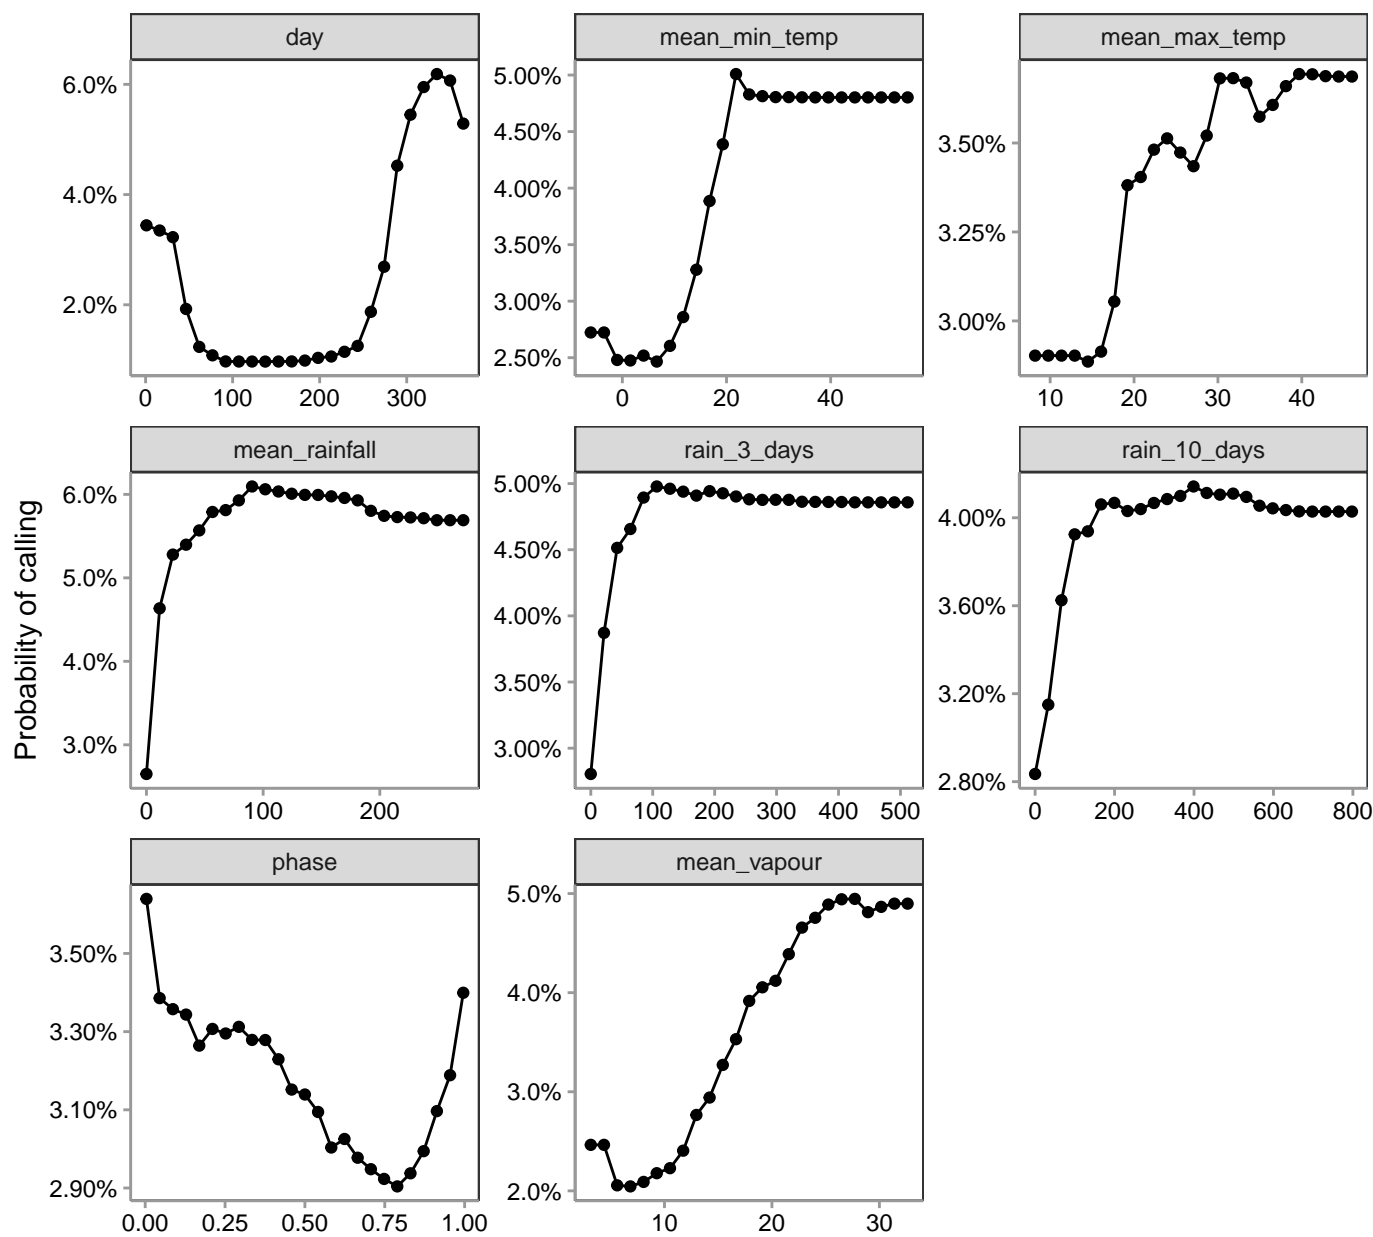 day
mean_min_temp
mean_max_temp
6.0%
4.0%
2.0%
0 100 200 300
5.00%
4.50%
4.00%
3.50%
3.00%
2.50%
0 20 40
3.50%
3.25%
3.00%
10 20 30 40
Probability of calling
mean_rainfall
rain_3_days
rain_10_days
6.0%
5.0%
4.0%
3.0%
0 100 200
5.00%
4.50%
4.00%
3.50%
3.00%
0 100 200 300 400 500
4.00%
3.60%
3.20%
2.80%
0 200 400 600 800
phase
mean_vapour
3.50%
3.30%
3.10%
2.90%
0.00 0.25 0.50 0.75 1.00
5.0%
4.0%
3.0%
2.0%
10 20 30